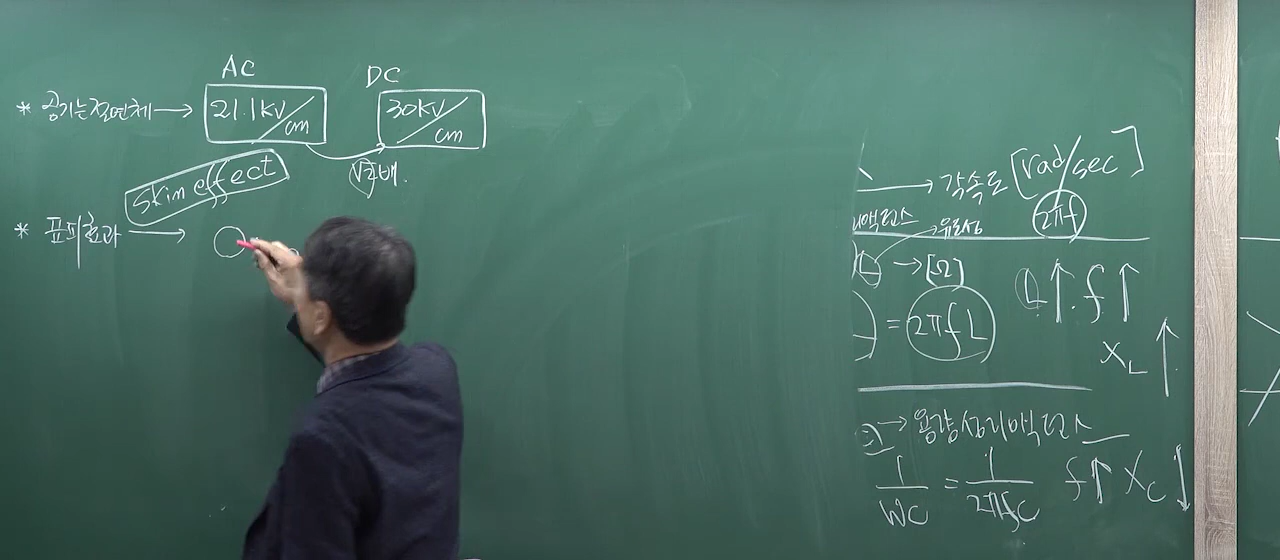 AC DC
* 공기는절연체 → 21.1KV/cm 30KV/cm
√2배.
skin effect
* 표피효과 →
→ 각속도 [rad/sec]
2πf
리액턴스 유도성
L → [Ω]
= 2πfL
L↑. f↑
X_L ↑
→ 용량성리액턴스
1/WC = 1/2πfC f↑ X_C ↓